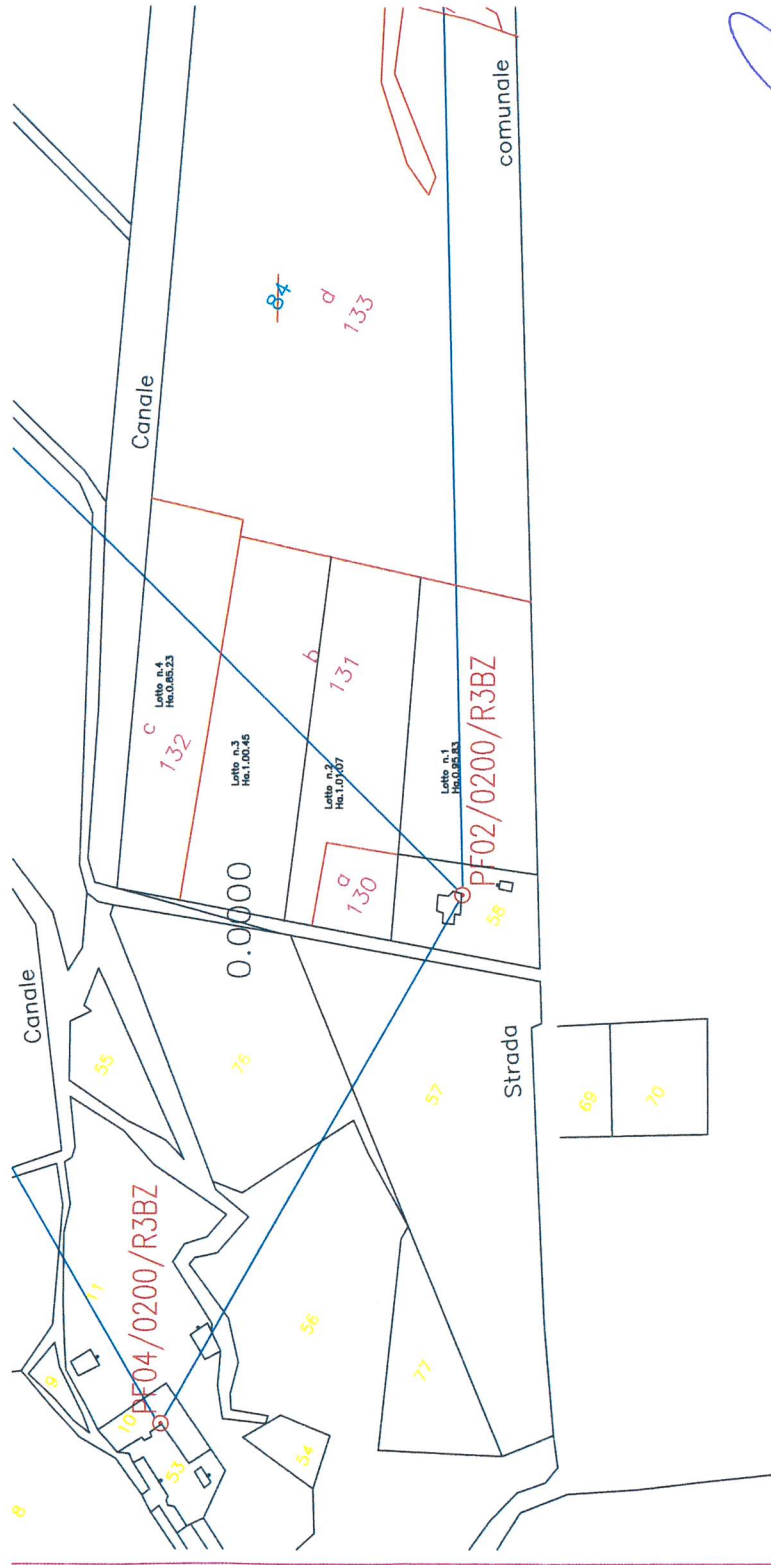 Canale
Canale
comunale
84
d
133
Lotto n.4
Ha.0.85.23
c
132
b
131
Lotto n.3
Ha.1.00.45
Lotto n.2
Ha.1.01.07
Lotto n.1
Ha.0.95.83
a
130
0.0000
PF02/0200/R3BZ
58
55
76
57
Strada
69
70
PF04/0200/R3BZ
11
9
10
53
8
56
77
54